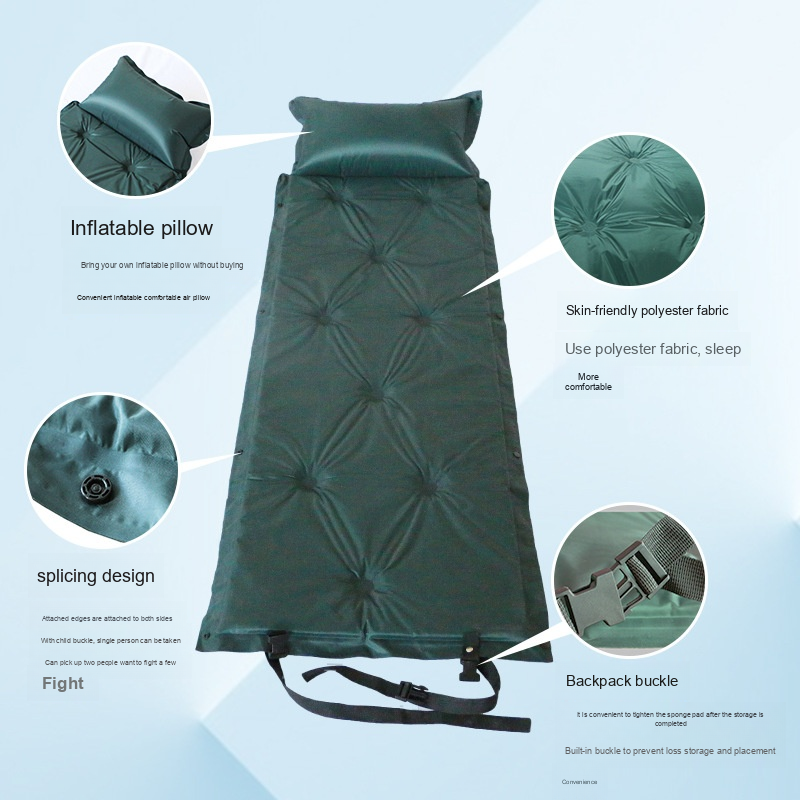 Inflatable pillow
Bring your own inflatable pillow without buying
Convenient inflatable comfortable air pillow
Skin-friendly polyester fabric
Use polyester fabric, sleep
More
comfortable
splicing design
Attached edges are attached to both sides
With child buckle, single person can be taken
Can pick up two people want to fight a few
Fight
Backpack buckle
It is convenient to tighten the sponge pad after the storage is
completed
Built-in buckle to prevent loss storage and placement
Convenience